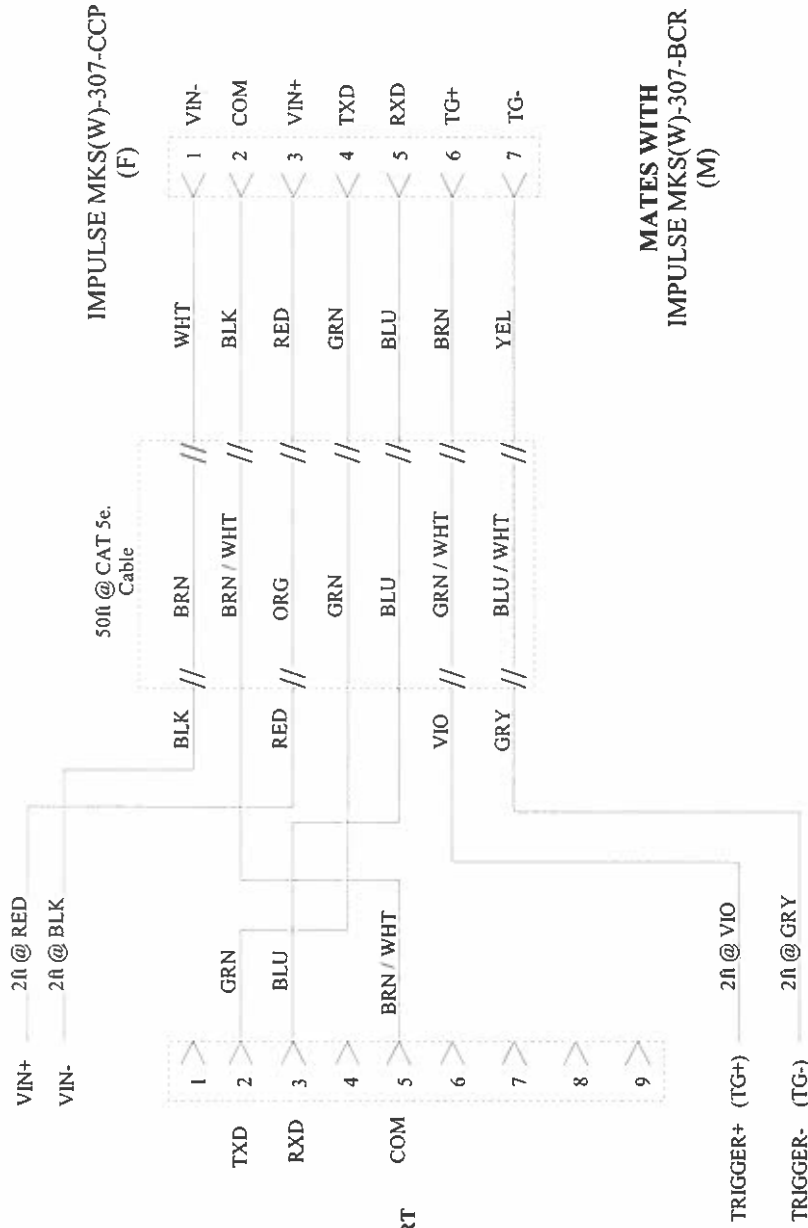 IMPULSE MKS(W)-307-CCP
(F)
50ft @ CAT 5e.
Cable
VIN+ 2ft @ RED
VIN- 2ft @ BLK
BLK BRN WHT 1 VIN-
BRN / WHT BLK 2 COM
RED ORG RED 3 VIN+
GRN GRN 4 TXD
BLU BLU 5 RXD
VIO GRN / WHT BRN 6 TG+
GRY BLU / WHT YEL 7 TG-
1
TXD 2 GRN
RXD 3 BLU
4
COM 5 BRN / WHT
6
7
8
9
RT
TRIGGER+ (TG+) 2ft @ VIO
TRIGGER- (TG-) 2ft @ GRY
MATES WITH
IMPULSE MKS(W)-307-BCR
(M)